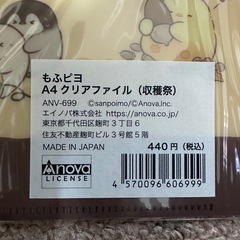 もふピヨ
A4クリアファイル（収穫祭）
ANV-699 ©sanpoimo/©Anova,Inc.
エイノバ株式会社 https://anova.co.jp/
東京都千代田区麹町３丁目６
住友不動産麹町ビル３号館５階
MADE IN JAPAN 440円（税込）
Anova
LICENSE
4 570096 606999